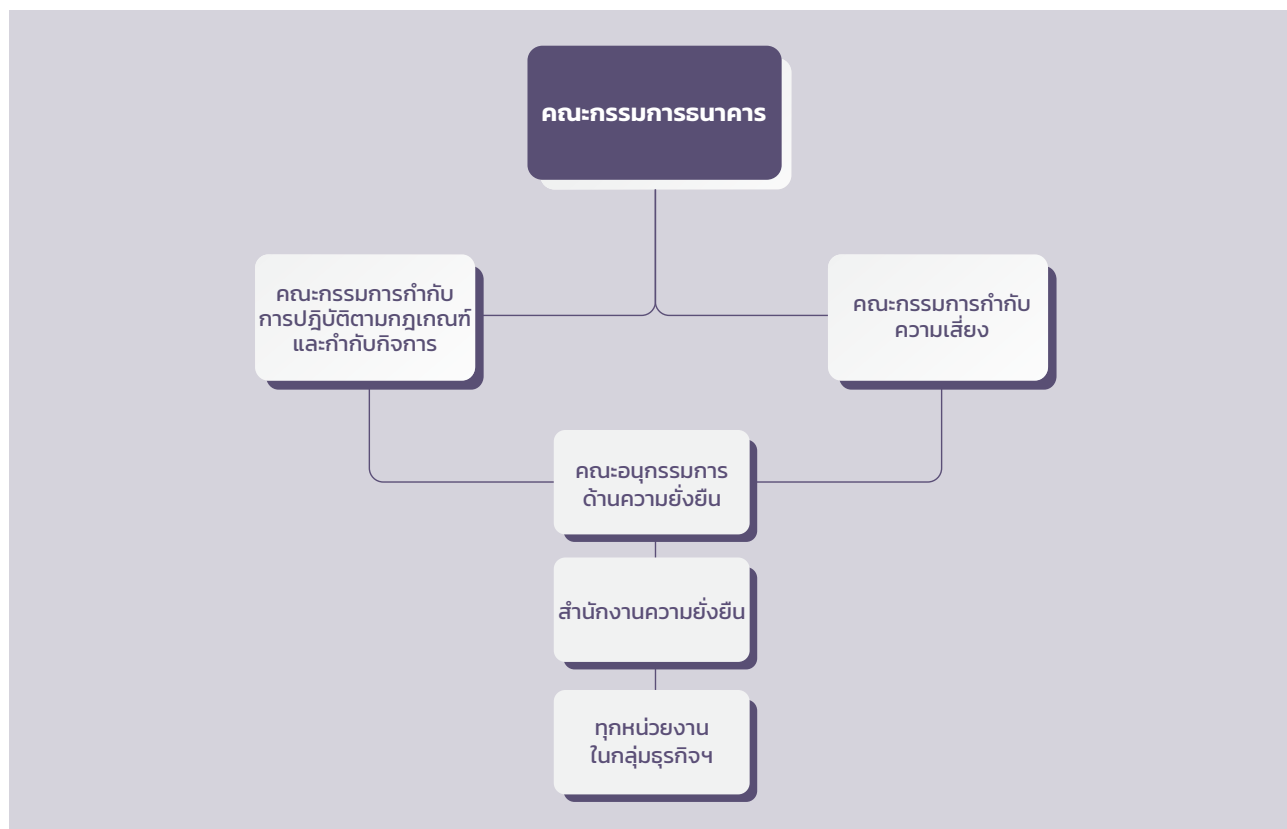 คณะกรรมการธนาคาร
คณะกรรมการกำกับ
การปฎิบัติตามกฎเกณฑ์
และกำกับกิจการ
คณะกรรมการกำกับ
ความเสี่ยง
คณะอนุกรรมการ
ด้านความยั่งยืน
สำนักงานความยั่งยืน
ทุกหน่วยงาน
ในกลุ่มธุรกิจฯ